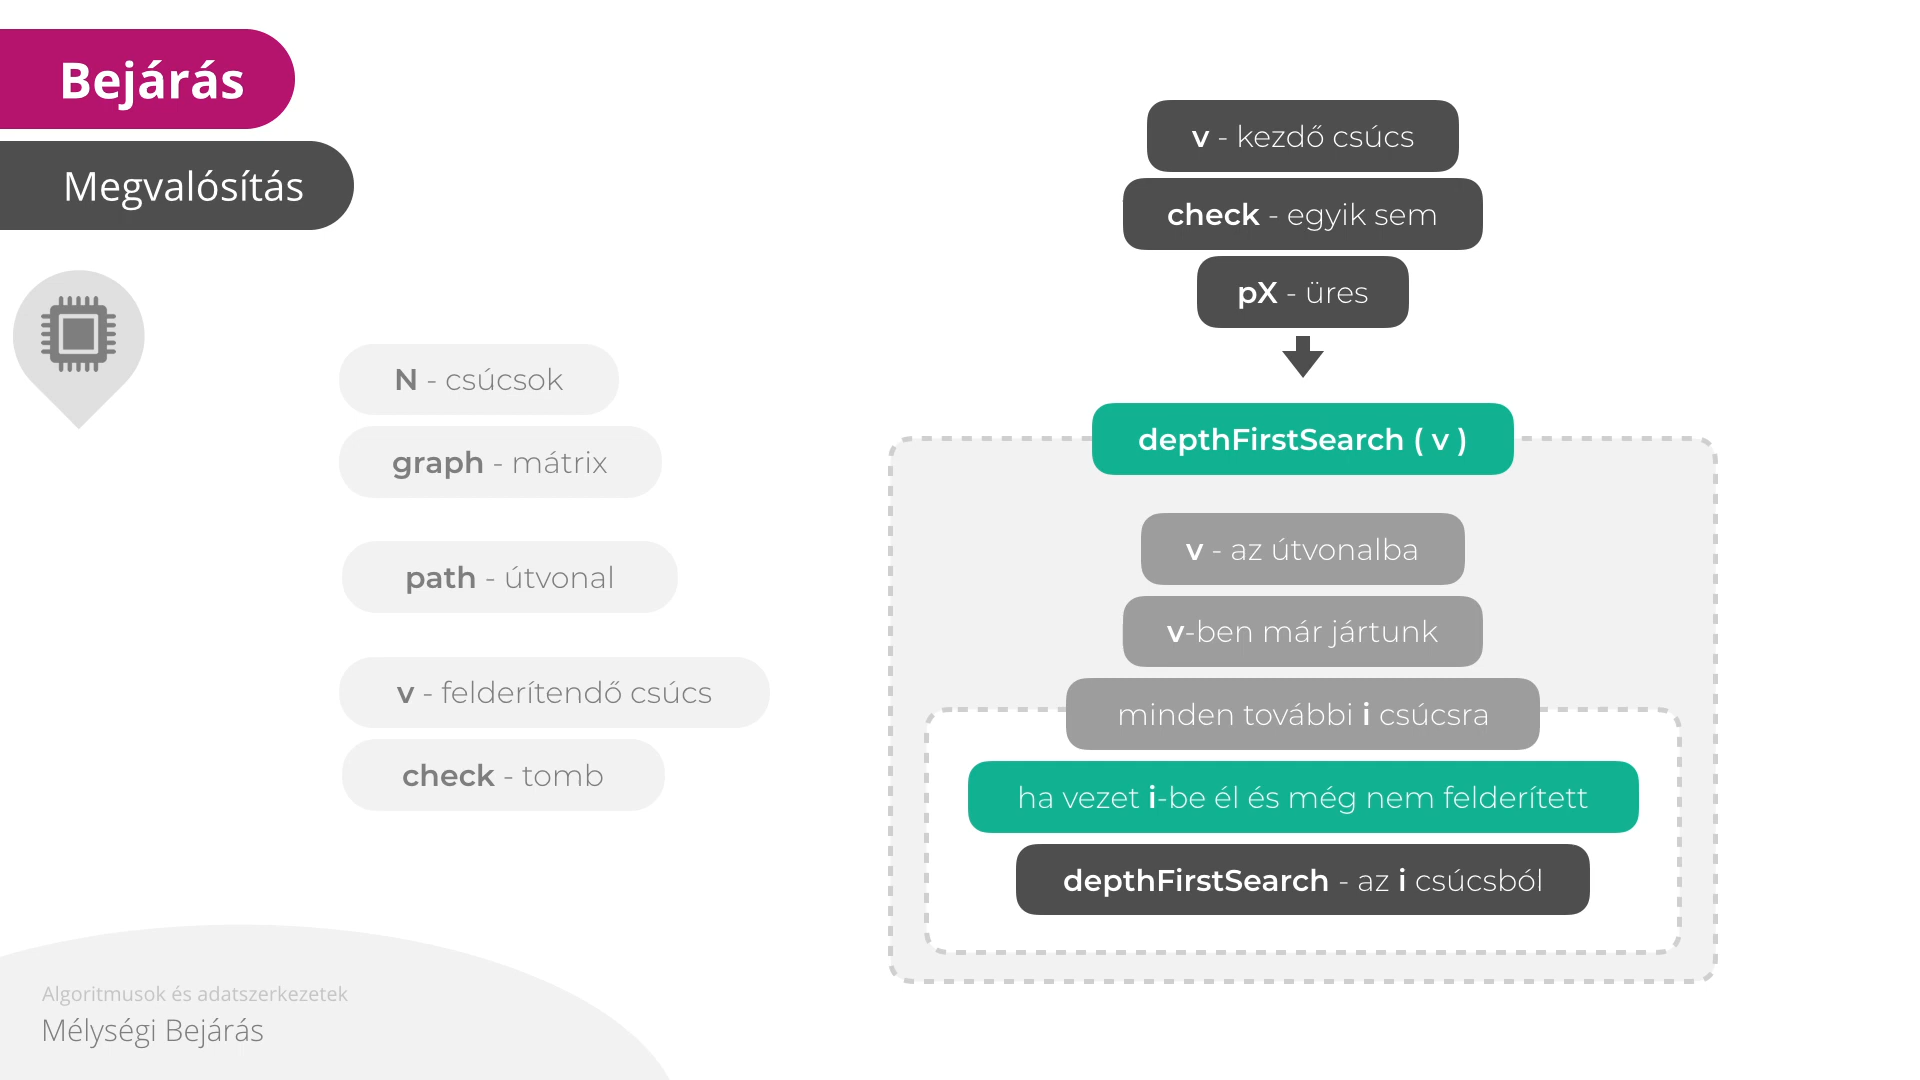 Bejárás
Megvalósítás
N - csúcsok
graph - mátrix
path - útvonal
v - felderítendő csúcs
check - tomb
v - kezdő csúcs
check - egyik sem
pX - üres
depthFirstSearch ( v )
v - az útvonalba
v-ben már jártunk
minden további i csúcsra
ha vezet i-be él és még nem felderített
depthFirstSearch - az i csúcsból
Algoritmusok és adatszerkezetek
Mélységi Bejárás